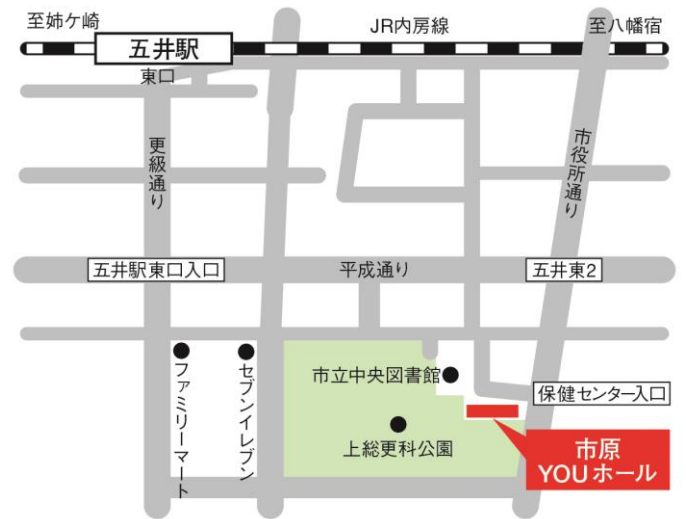 至姉ケ崎
JR内房線
至八幡宿
五井駅
東口
更級通り
市役所通り
五井駅東口入口
平成通り
五井東2
ファミリーマート
セブンイレブン
市立中央図書館
保健センター入口
上総更科公園
市原
YOUホール